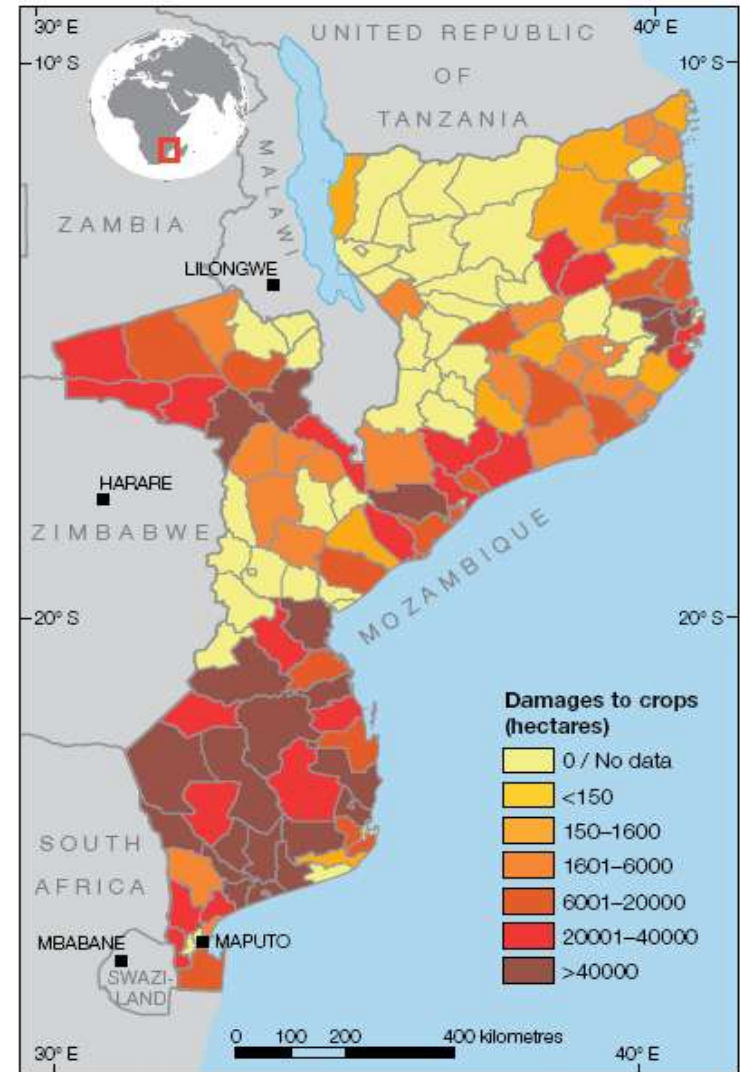 30° E
40° E
UNITED REPUBLIC
OF
TANZANIA
10° S
10° S
MALAWI
ZAMBIA
LILONGWE
HARARE
ZIMBABWE
MOZAMBIQUE
20° S
20° S
Damages to crops
(hectares)
0 / No data
<150
150–1600
1601–6000
6001–20000
20001–40000
>40000
SOUTH
AFRICA
MBABANE
MAPUTO
SWAZI-
LAND
0 100 200 400 kilometres
30° E
40° E